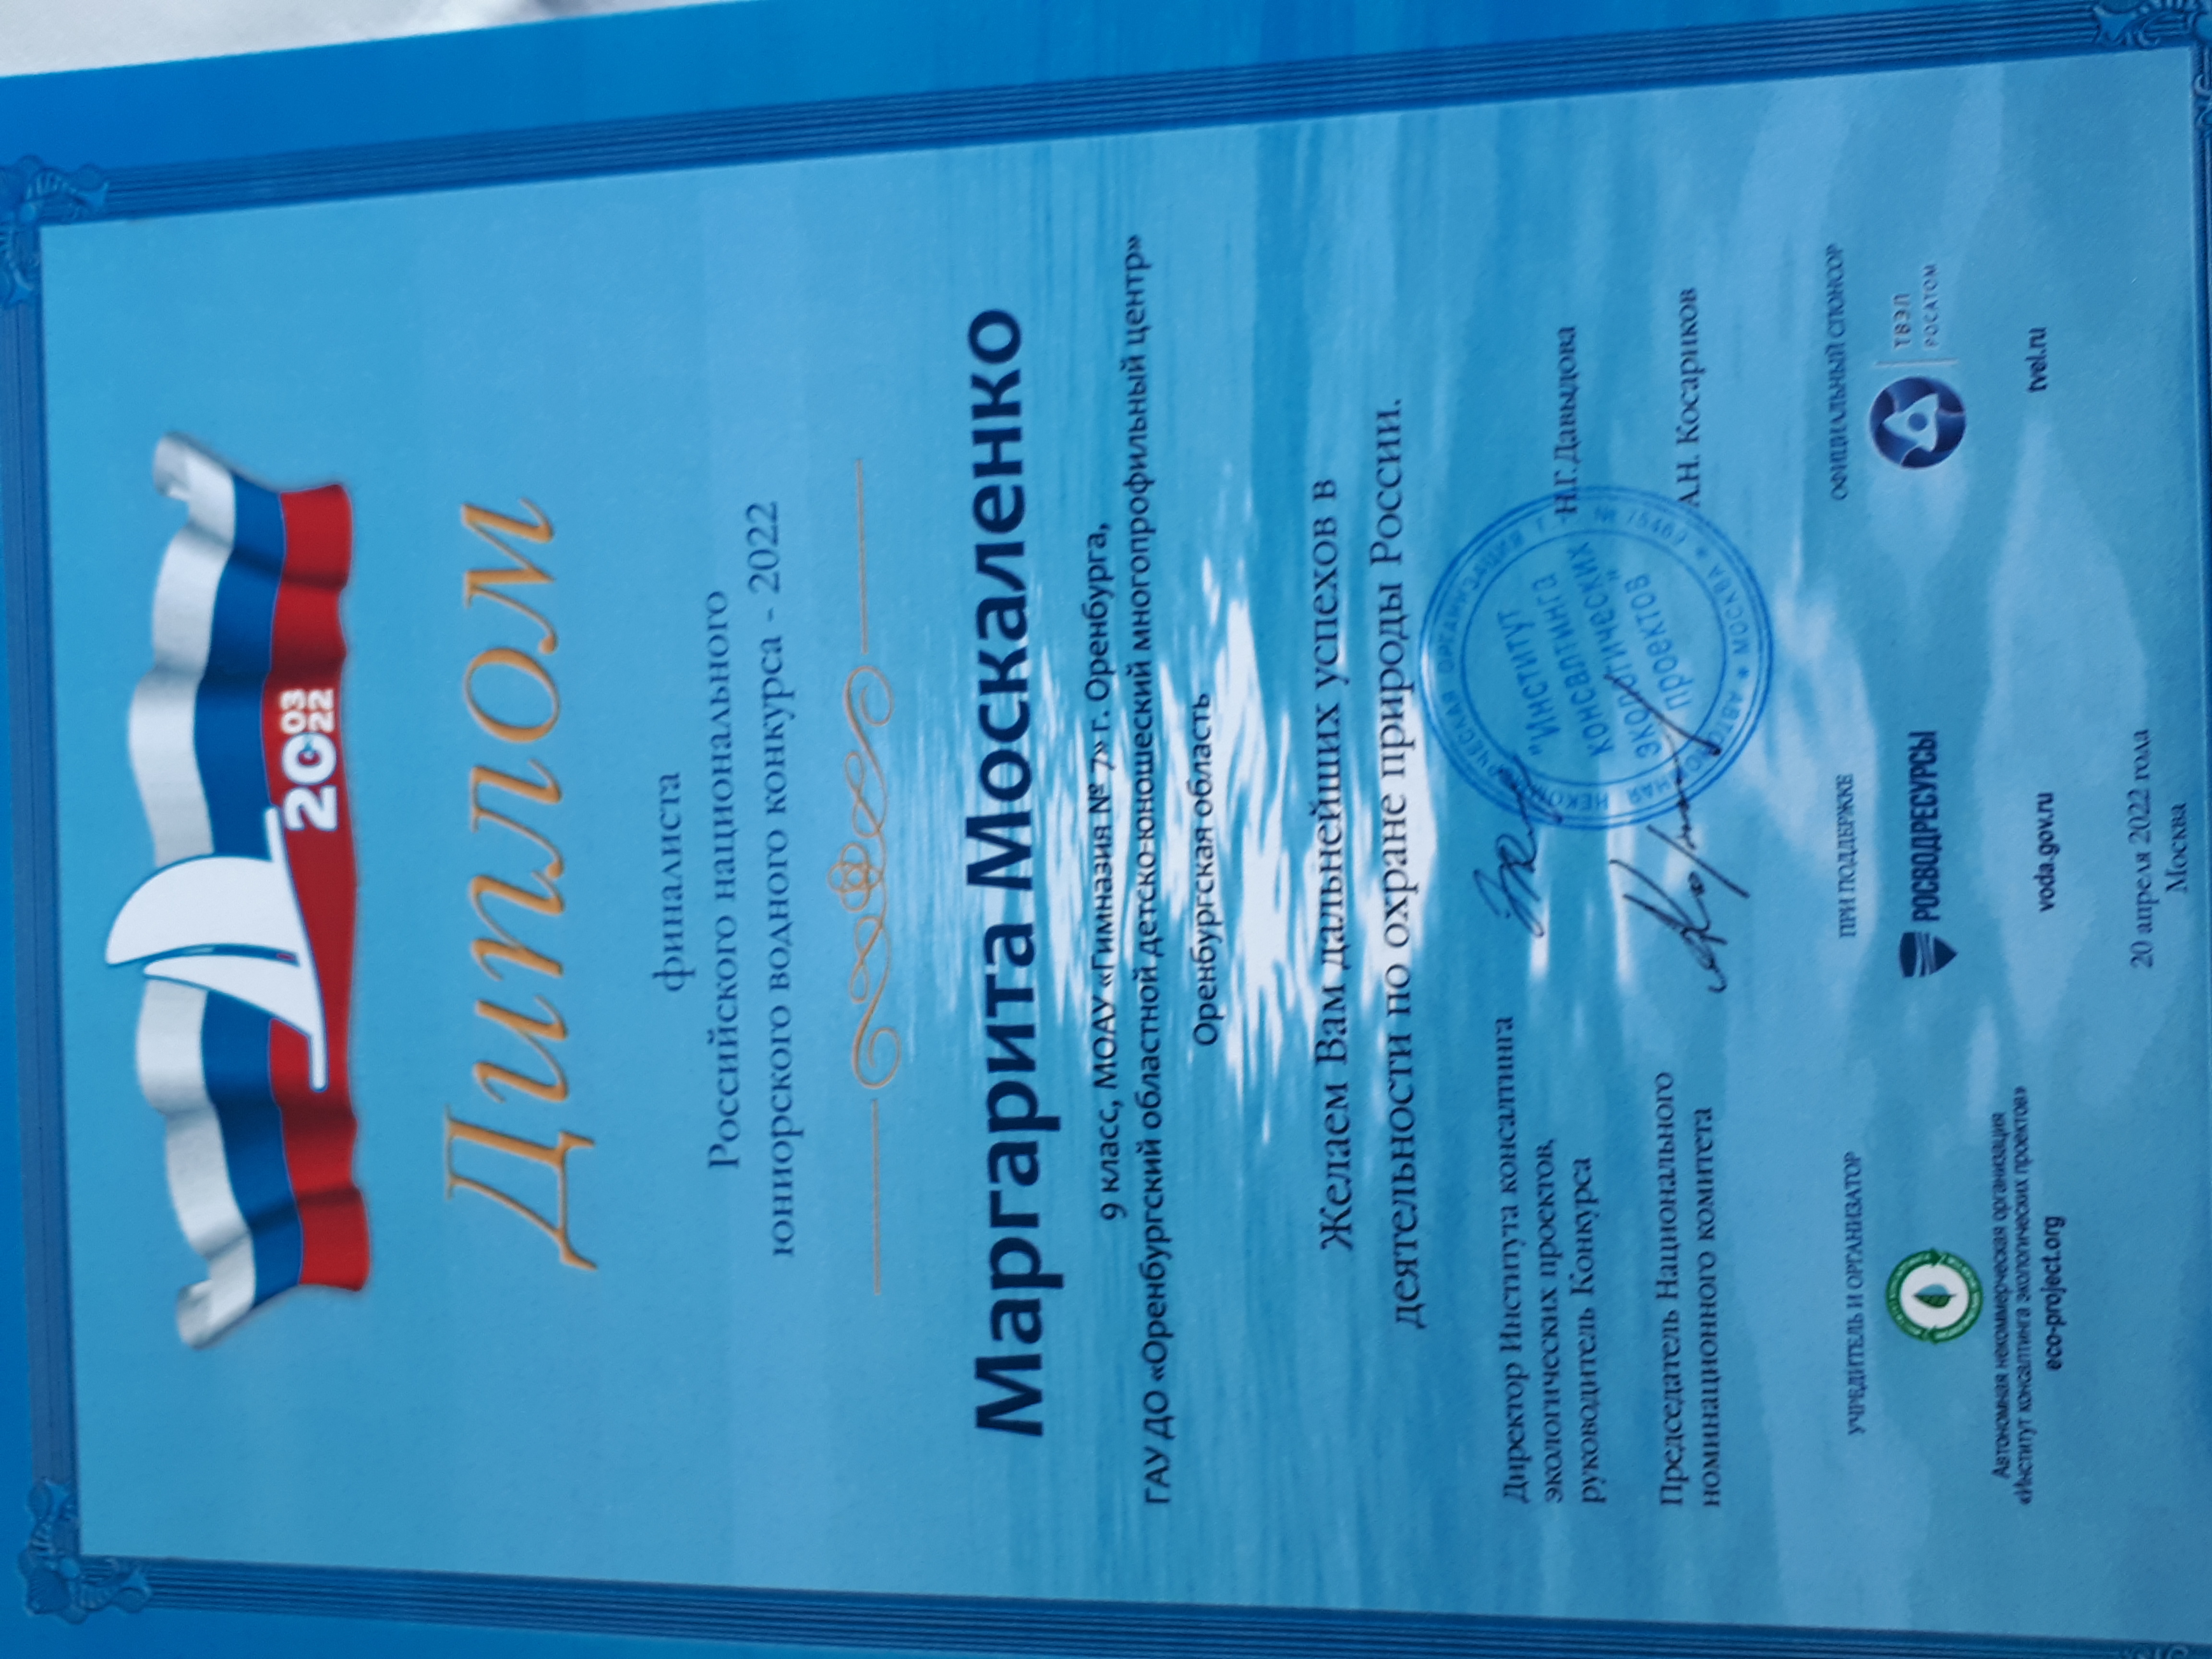 2003
2022
Диплом
финалиста
Российского национального
юниорского водного конкурса - 2022
Маргарита Москаленко
9 класс, МОАУ «Гимназия № 7» г. Оренбурга,
ГАУ ДО «Оренбургский областной детско-юношеский многопрофильный центр»
Оренбургская область
Желаем Вам дальнейших успехов в
деятельности по охране природы России.
Директор Института консалтинга
экологических проектов,
руководитель Конкурса
Н.Г.Давыдова
Председатель Национального
номинационного комитета
А.Н. Косариков
"Институт
консалтинга
экологических
проектов"
МОСКВА
УЧРЕДИТЕЛЬ И ОРГАНИЗАТОР
Автономная некоммерческая организация
«Институт консалтинга экологических проектов»
eco-project.org
ПРИ ПОДДЕРЖКЕ
РОСВОДРЕСУРСЫ
voda.gov.ru
ОФИЦИАЛЬНЫЙ СПОНСОР
ТВЭЛ
РОСАТОМ
tvel.ru
20 апреля 2022 года
Москва